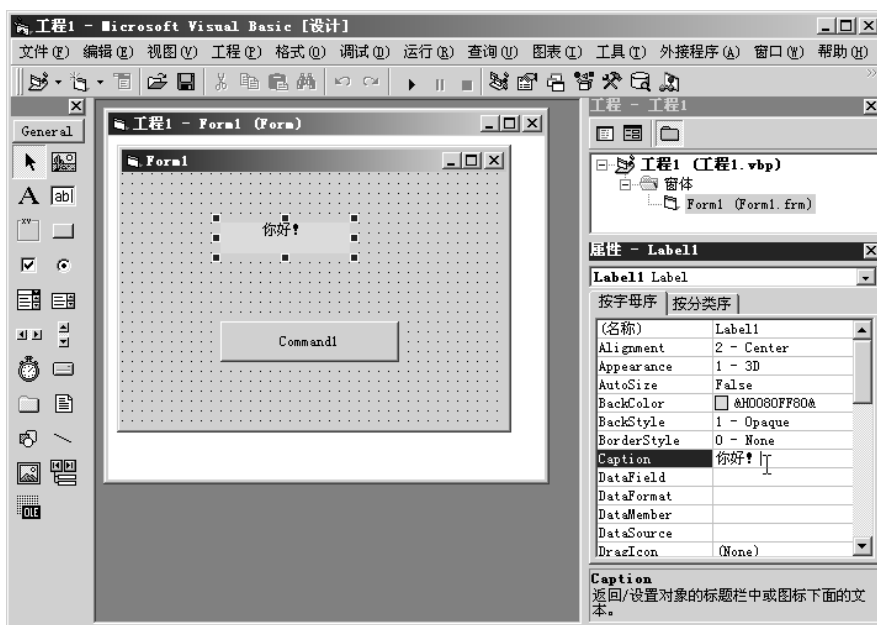 工程1 - Microsoft Visual Basic [设计]
文件(F) 编辑(E) 视图(V) 工程(P) 格式(O) 调试(D) 运行(R) 查询(U) 图表(I) 工具(T) 外接程序(A) 窗口(W) 帮助(H)
General
A
ab
xv
OLE
工程1 - Form1 (Form)
Form1
你好!
Command1
工程 - 工程1
工程1 (工程1.vbp)
窗体
Form1 (Form1.frm)
属性 - Label1
Label1 Label
按字母序 按分类序
(名称) Label1
Alignment 2 - Center
Appearance 1 - 3D
AutoSize False
BackColor &H0080FF80&
BackStyle 1 - Opaque
BorderStyle 0 - None
Caption 你好!
DataField
DataFormat
DataMember
DataSource
DragIcon (None)
Caption
返回/设置对象的标题栏中或图标下面的文
本。